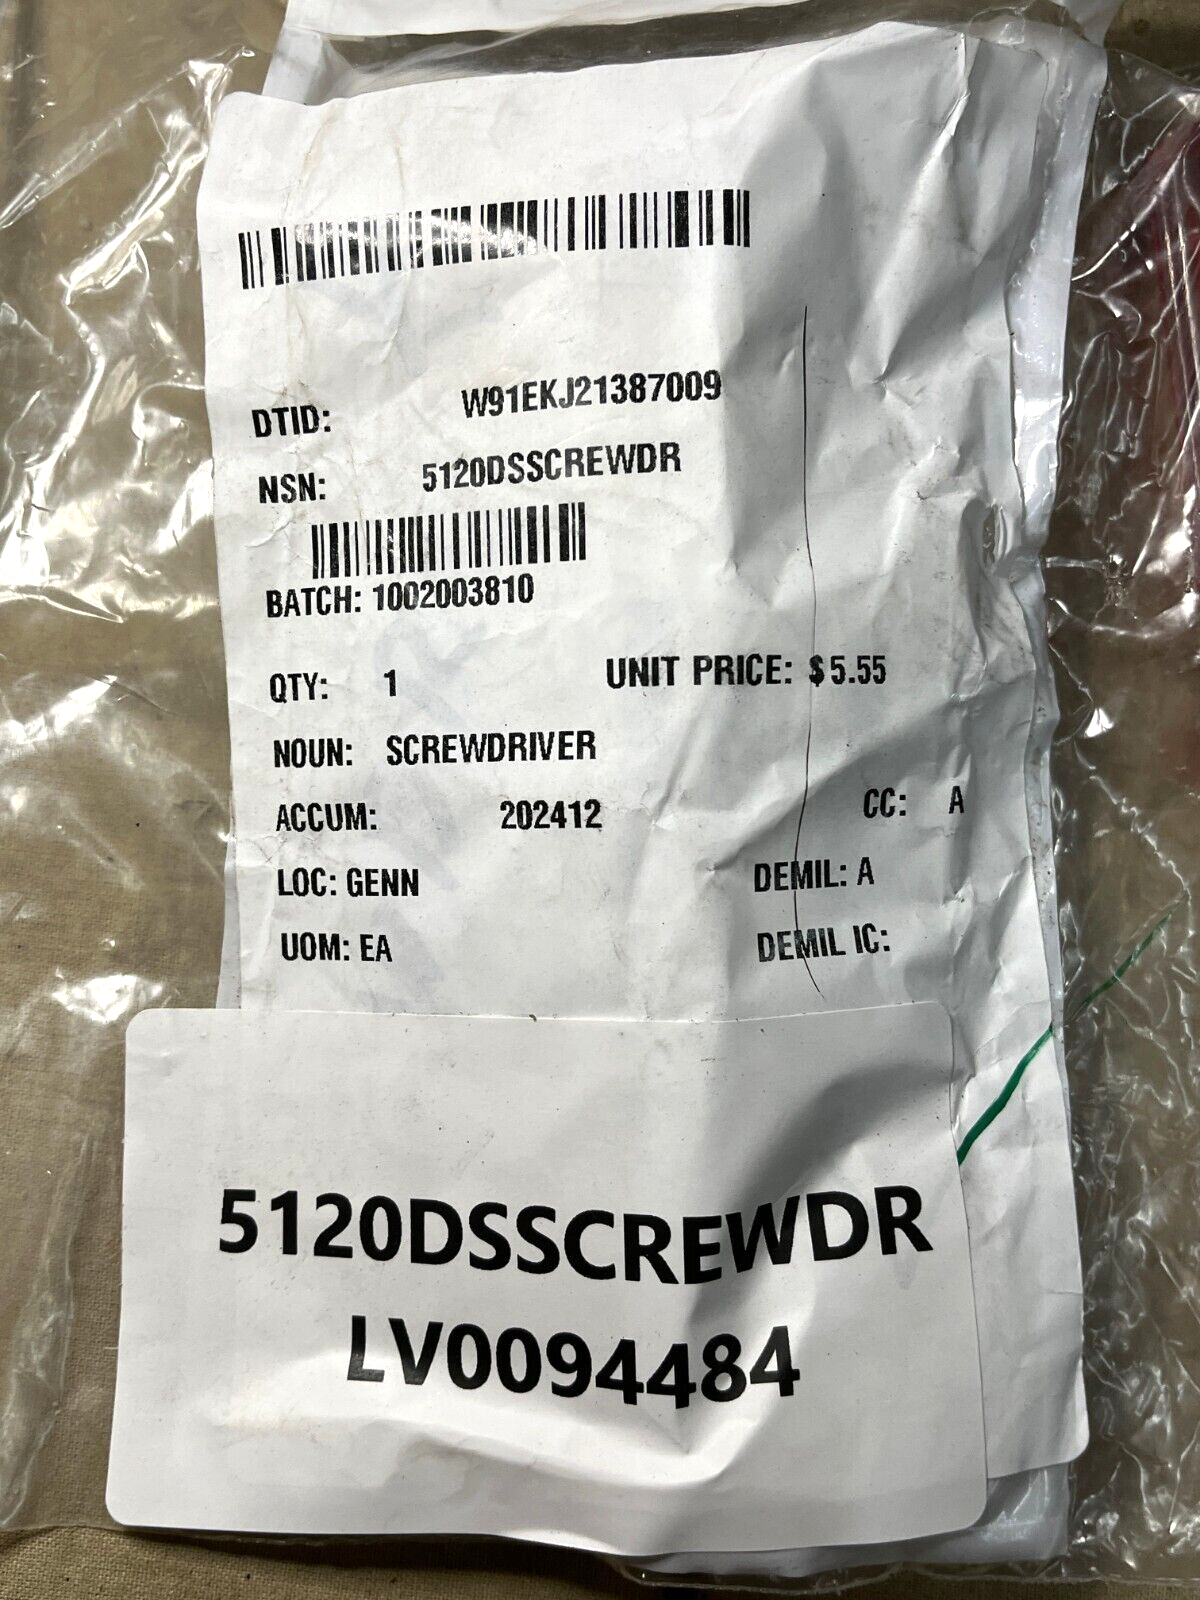 DTID: W91EKJ21387009
NSN: 5120DSSCREWDR
BATCH: 1002003810
QTY: 1 UNIT PRICE: $ 5.55
NOUN: SCREWDRIVER
ACCUM: 202412 CC: A
LOC: GENN DEMIL: A
UOM: EA DEMIL IC:
5120DSSCREWDR
LV0094484